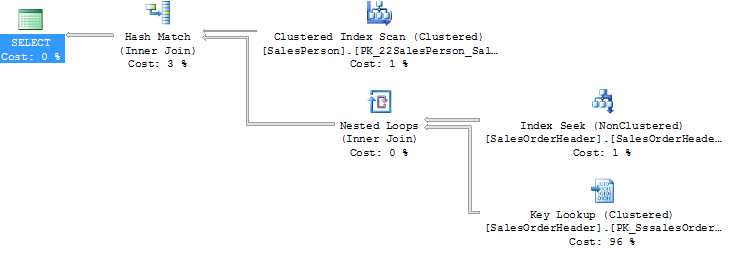 SELECT
Cost: 0 %
Hash Match
(Inner Join)
Cost: 3 %
Clustered Index Scan (Clustered)
[SalesPerson].[PK_22SalesPerson_Sal…
Cost: 1 %
Nested Loops
(Inner Join)
Cost: 0 %
Index Seek (NonClustered)
[SalesOrderHeader].[SalesOrderHeade…
Cost: 1 %
Key Lookup (Clustered)
[SalesOrderHeader].[PK_SssalesOrder…
Cost: 96 %